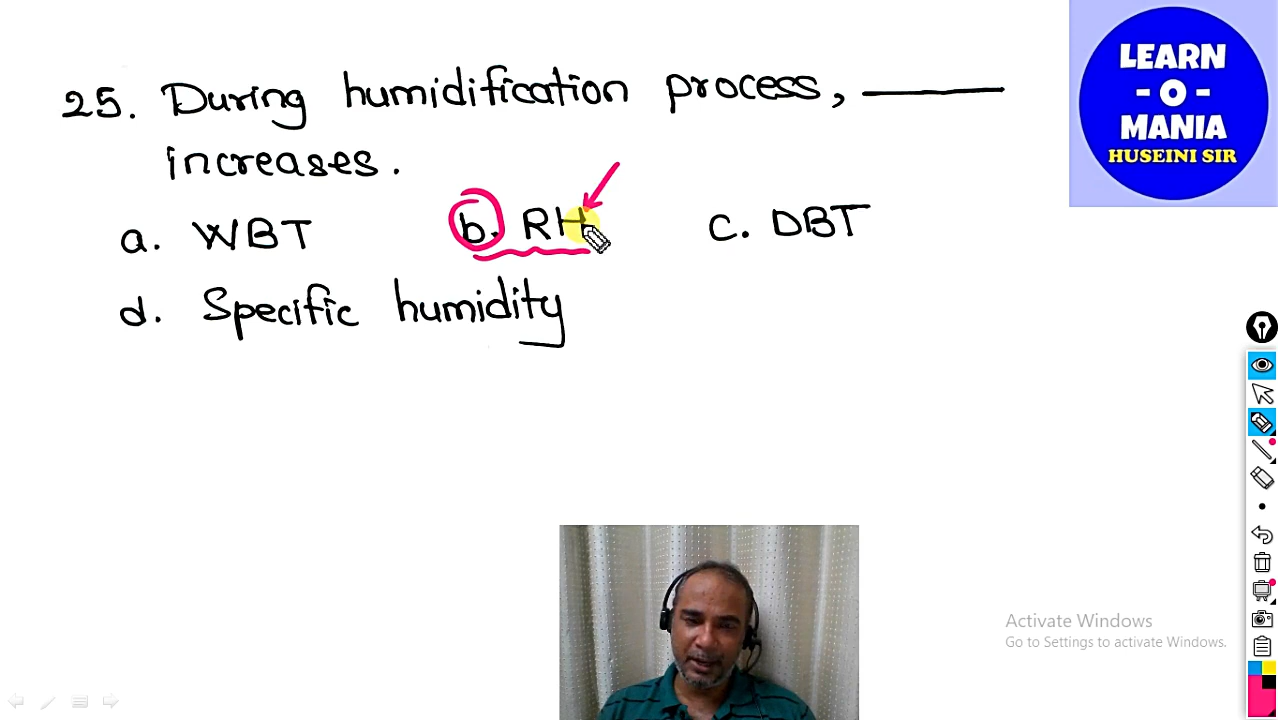 25. During humidification process, ______
increases.
a. WBT b. RH c. DBT
d. Specific humidity
LEARN
- O -
MANIA
HUSEINI SIR
Activate Windows
Go to Settings to activate Windows.